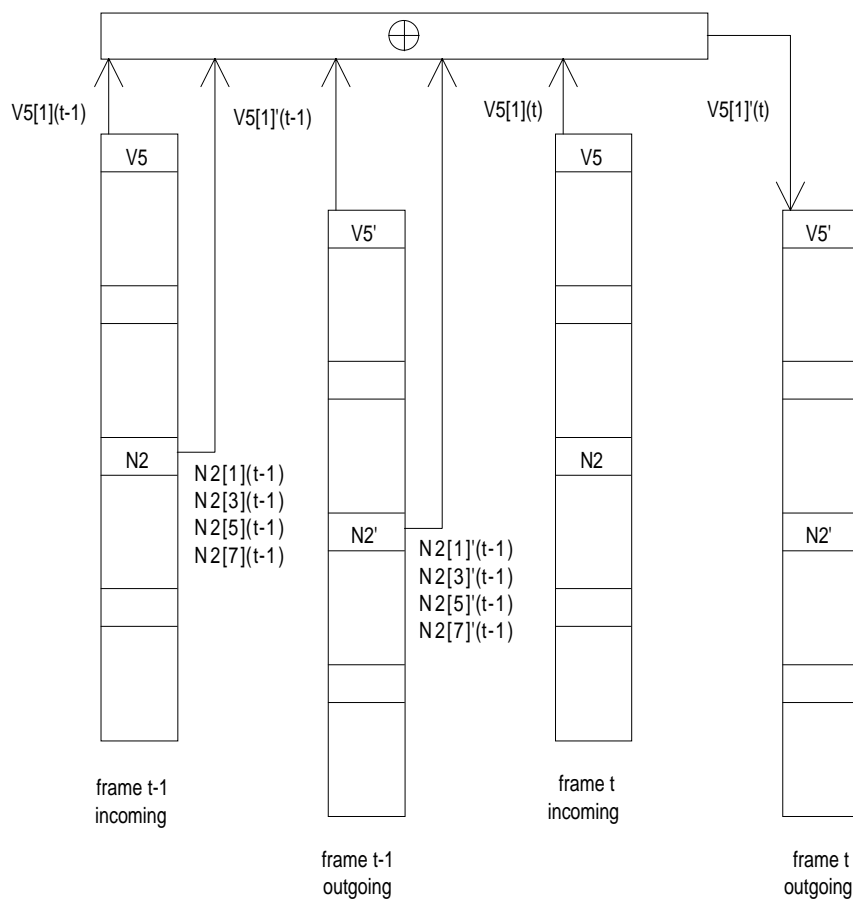 V5[1](t-1)
V5[1]'(t-1)
V5[1](t)
V5[1]'(t)
V5
V5
V5'
V5'
N2
N2
N2[1](t-1)
N2[3](t-1)
N2[5](t-1)
N2[7](t-1)
N2'
N2'
N2[1]'(t-1)
N2[3]'(t-1)
N2[5]'(t-1)
N2[7]'(t-1)
frame t-1
incoming
frame t
incoming
frame t-1
outgoing
frame t
outgoing